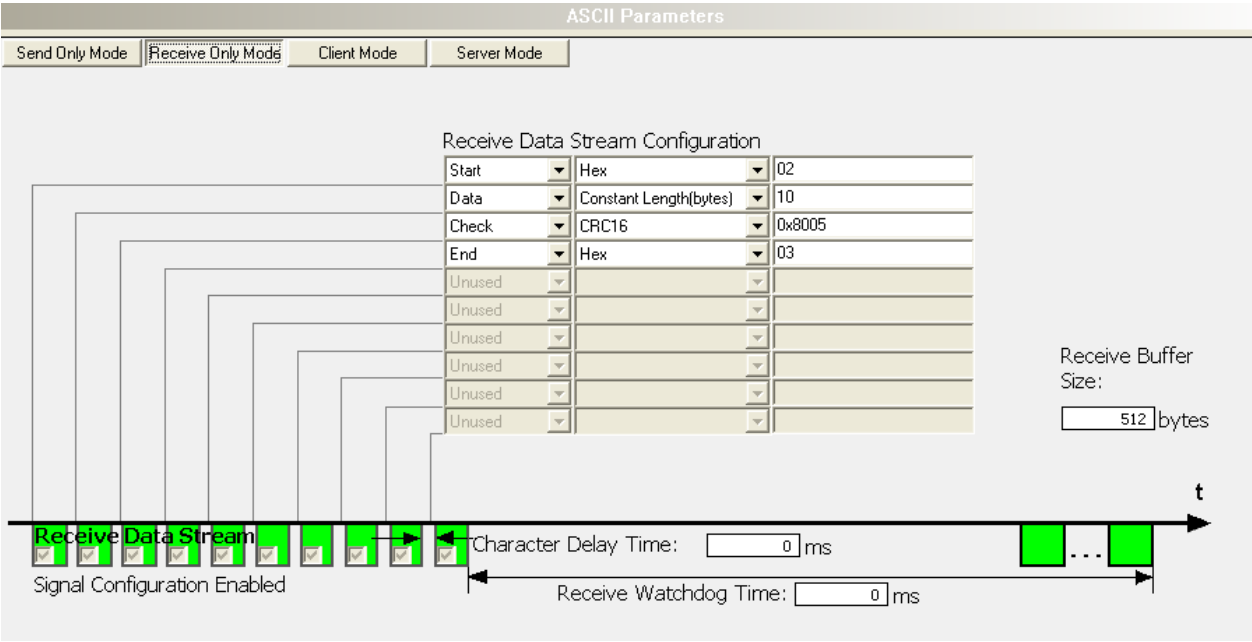 ASCII Parameters
Send Only Mode Receive Only Mode Client Mode Server Mode
Receive Data Stream Configuration
Start Hex 02
Data Constant Length(bytes) 10
Check CRC16 0x8005
End Hex 03
Unused
Unused
Unused
Unused
Unused
Unused
Receive Buffer
Size:
512 bytes
t
Receive Data Stream
Character Delay Time: 0 ms
...
Signal Configuration Enabled
Receive Watchdog Time: 0 ms